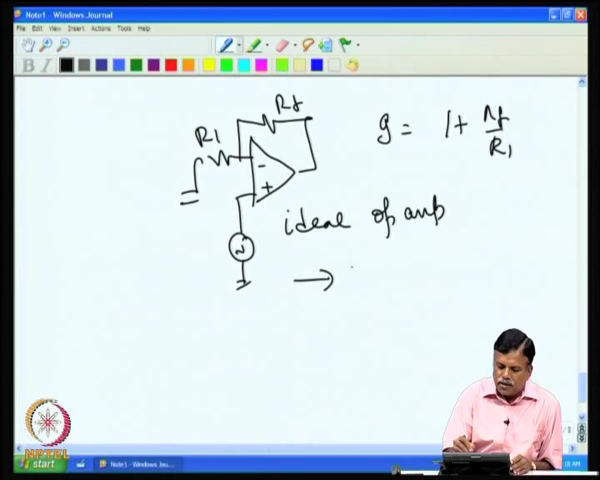 Note1 - Windows Journal
File Edit View Insert Actions Tools Help
B I
Rf
R1
g = 1 + Rf / R1
-
+
ideal op amp
→
NPTEL
start
Note1 - Windows Jou...